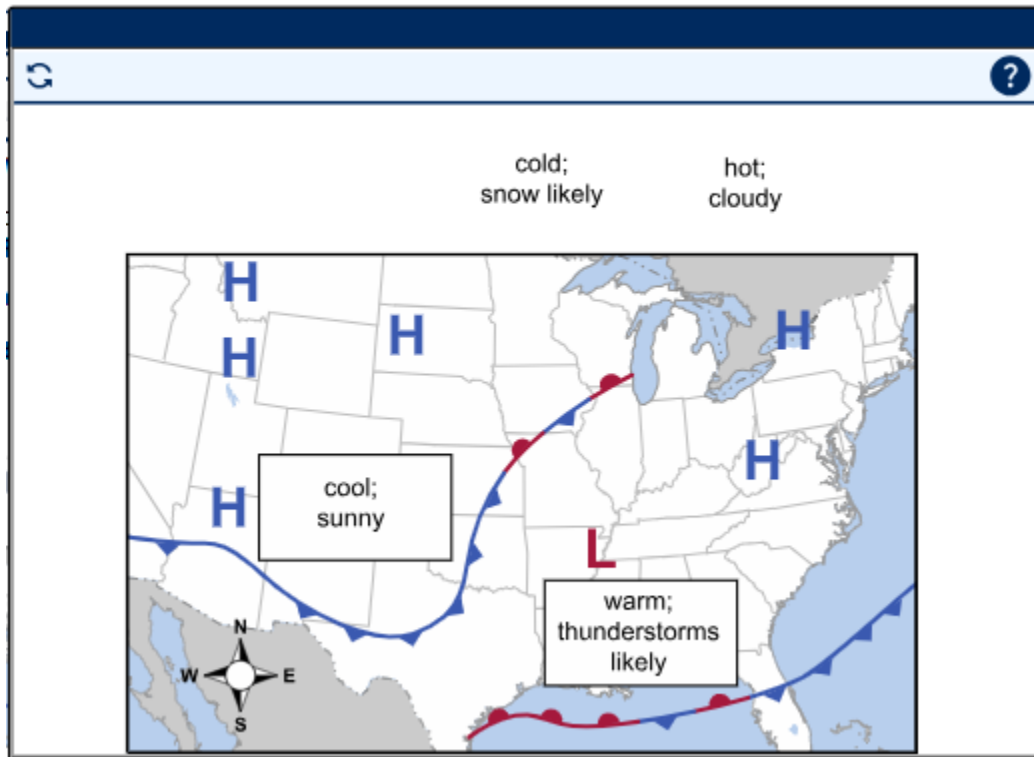 ?
cold;
snow likely
hot;
cloudy
H
H
H
H
H
cool;
sunny
H
L
warm;
thunderstorms
likely
N
W E
S